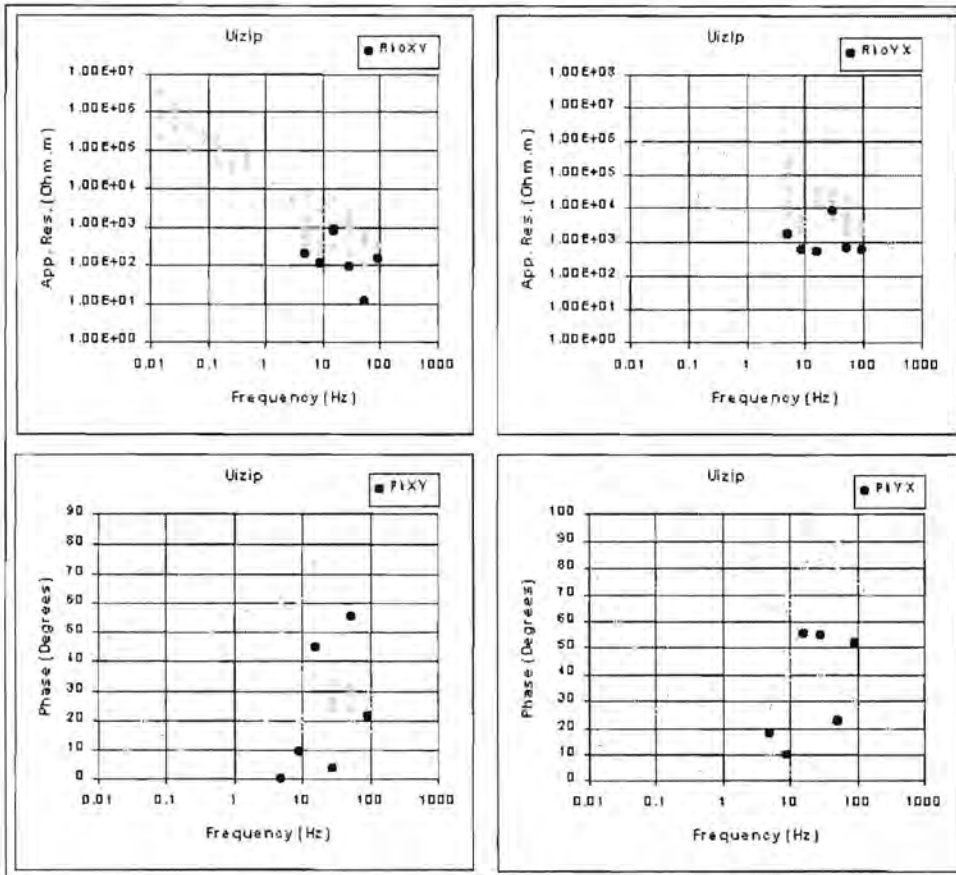 Uizip
RhoXY
1.00E+07
1.00E+06
1.00E+05
1.00E+04
1.00E+03
1.00E+02
1.00E+01
1.00E+00
App. Res. (Ohm.m)
0.01 0.1 1 10 100 1000
Frequency (Hz)
Uizip
RhoYX
1.00E+08
1.00E+07
1.00E+06
1.00E+05
1.00E+04
1.00E+03
1.00E+02
1.00E+01
1.00E+00
App. Res. (Ohm.m)
0.01 0.1 1 10 100 1000
Frequency (Hz)
Uizip
PhXY
90
80
70
60
50
40
30
20
10
0
Phase (Degrees)
0.01 0.1 1 10 100 1000
Frequency (Hz)
Uizip
PhYX
100
90
80
70
60
50
40
30
20
10
0
Phase (Degrees)
0.01 0.1 1 10 100 1000
Frequency (Hz)